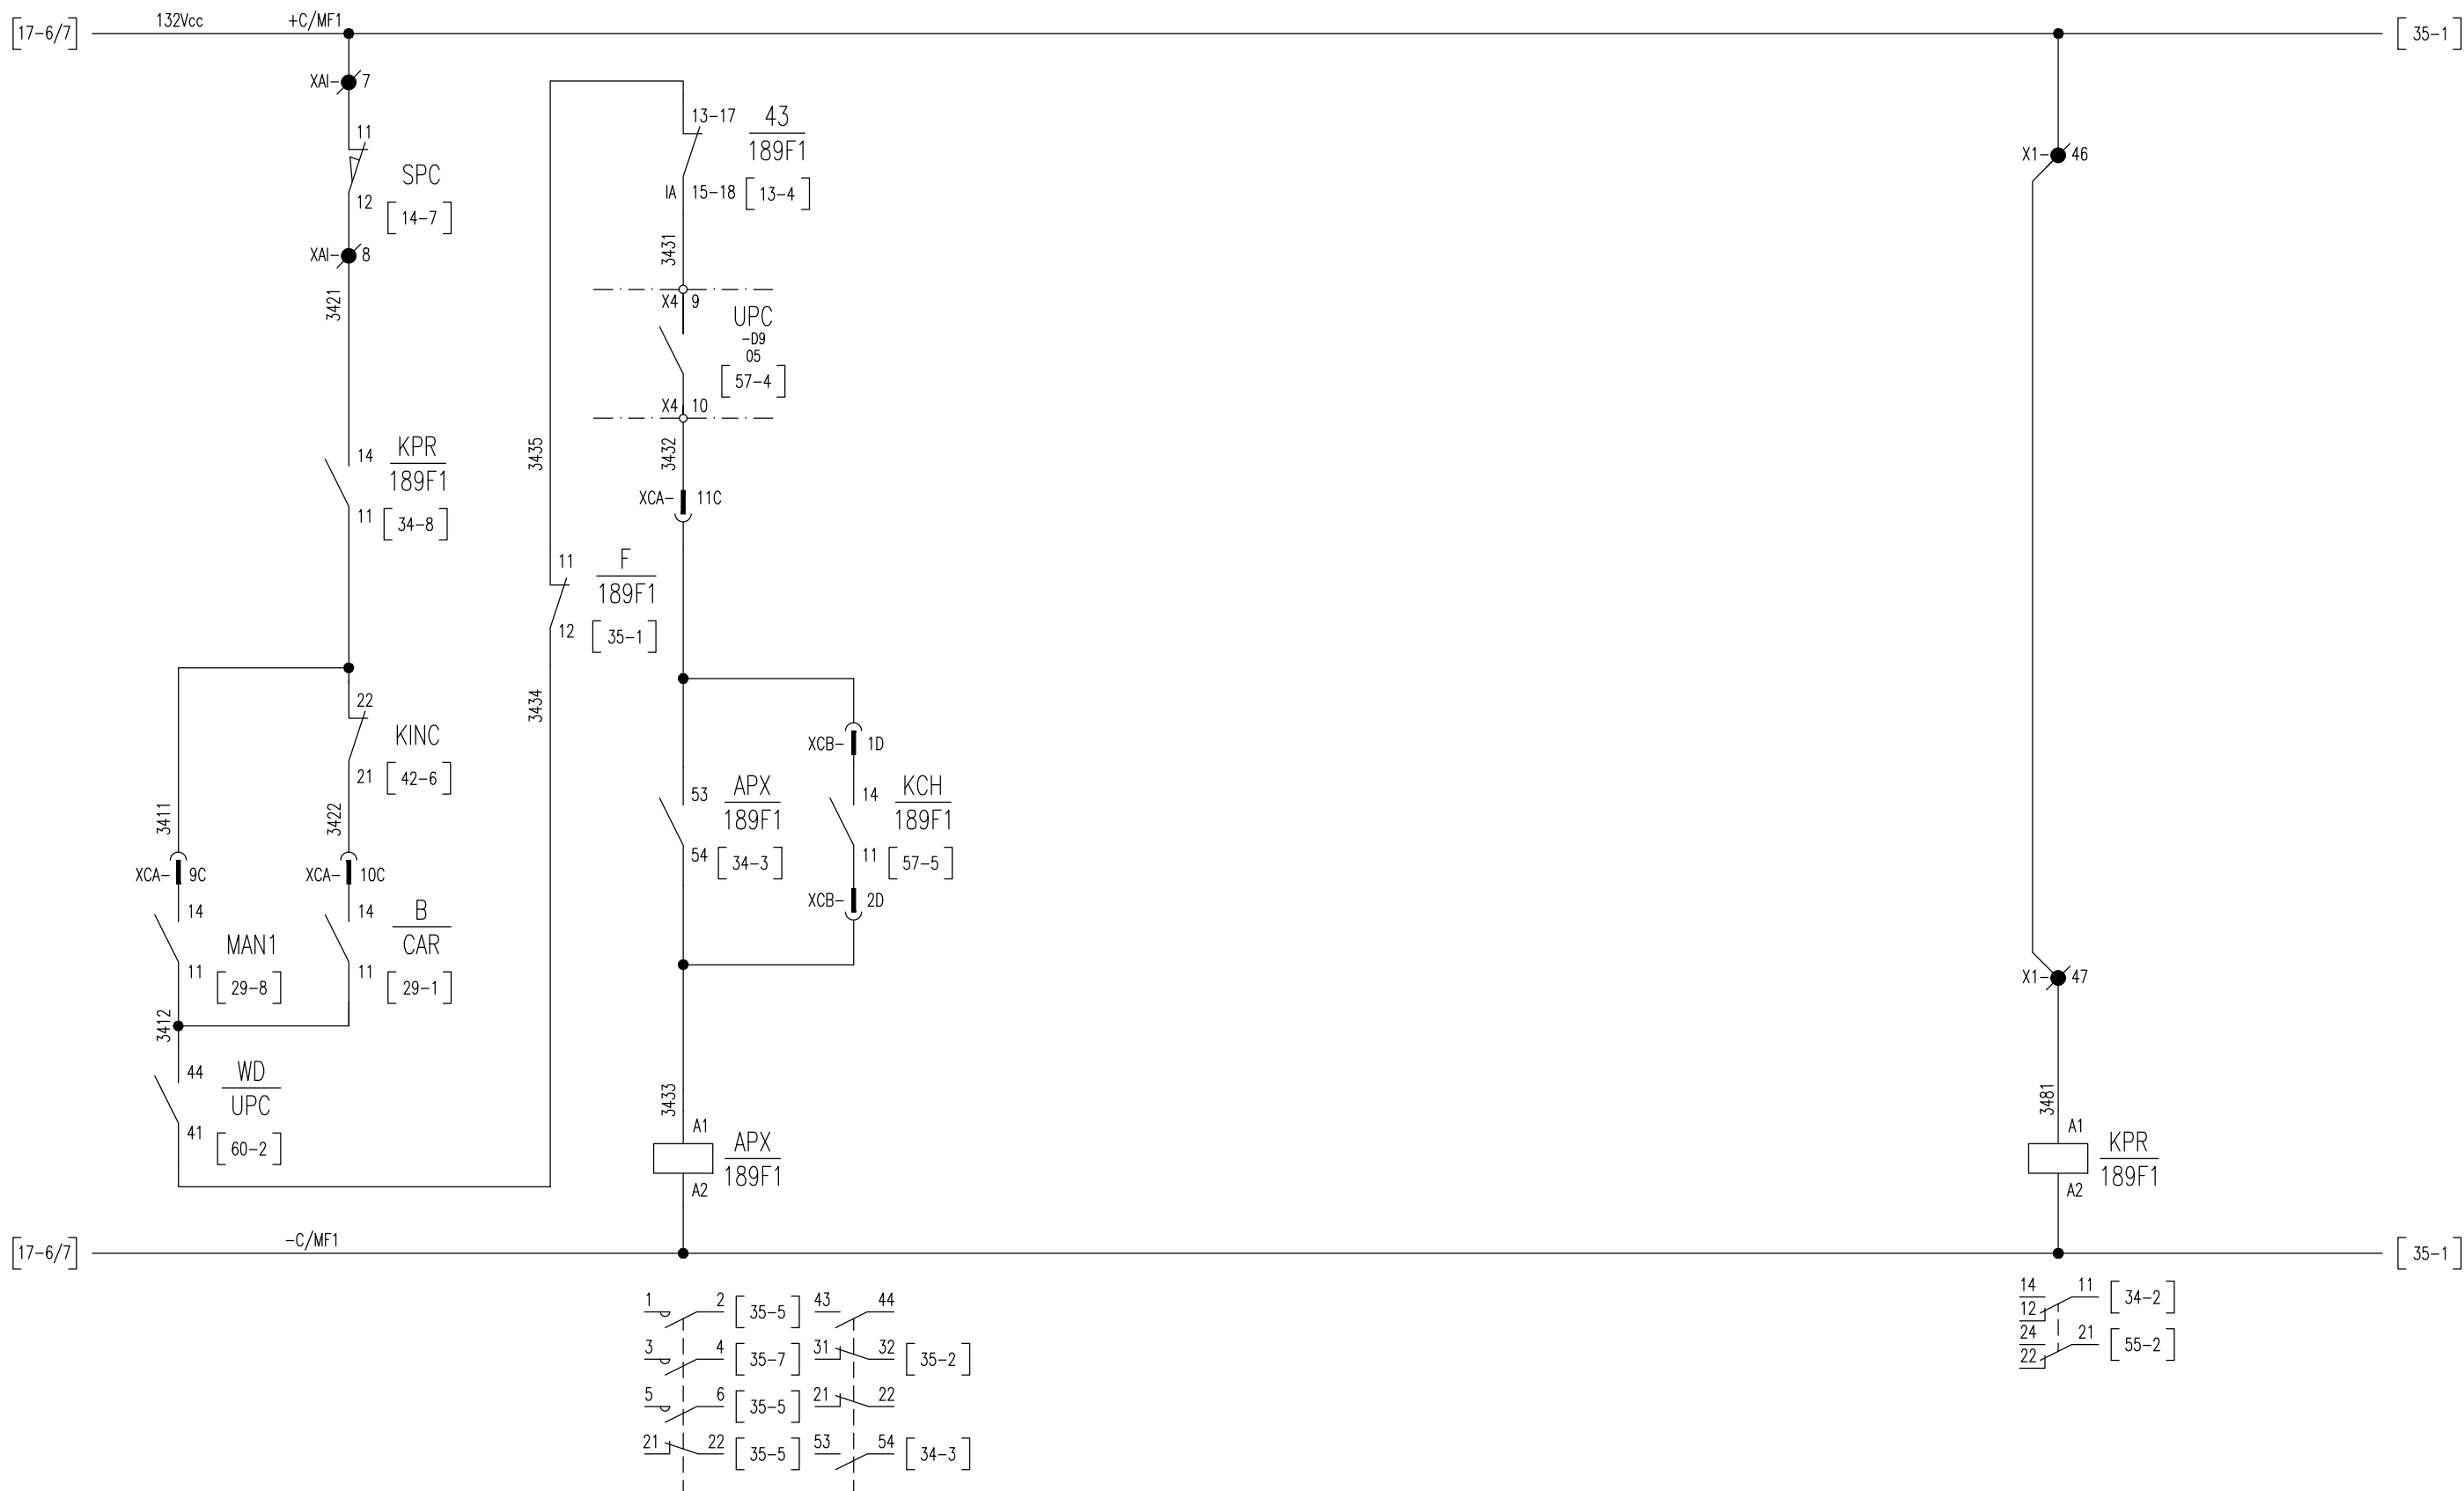 [17-6/7] 132Vcc +C/MF1 [35-1]
XAI- 7
11
SPC
12 [14-7]
XAI- 8
3421
14 KPR
189F1
11 [34-8]
22
KINC
21 [42-6]
3411
3422
XCA- 9C
XCA- 10C
14
MAN1
11 [29-8]
14 B
CAR
11 [29-1]
3412
44 WD
UPC
41 [60-2]
3435
11 F
189F1
12 [35-1]
3434
13-17 43
189F1
IA 15-18 [13-4]
3431
X4 9
UPC
-D9
05
[57-4]
X4 10
3432
XCA- 11C
53 APX
189F1
54 [34-3]
XCB- 1D
14 KCH
189F1
11 [57-5]
XCB- 2D
3433
A1
APX
189F1
A2
X1- 46
X1- 47
3481
A1
KPR
189F1
A2
[17-6/7] -C/MF1 [35-1]
1 2 [35-5] 43 44
3 4 [35-7] 31 32 [35-2]
5 6 [35-5] 21 22
21 22 [35-5] 53 54 [34-3]
14 11 [34-2]
12
24 21 [55-2]
22